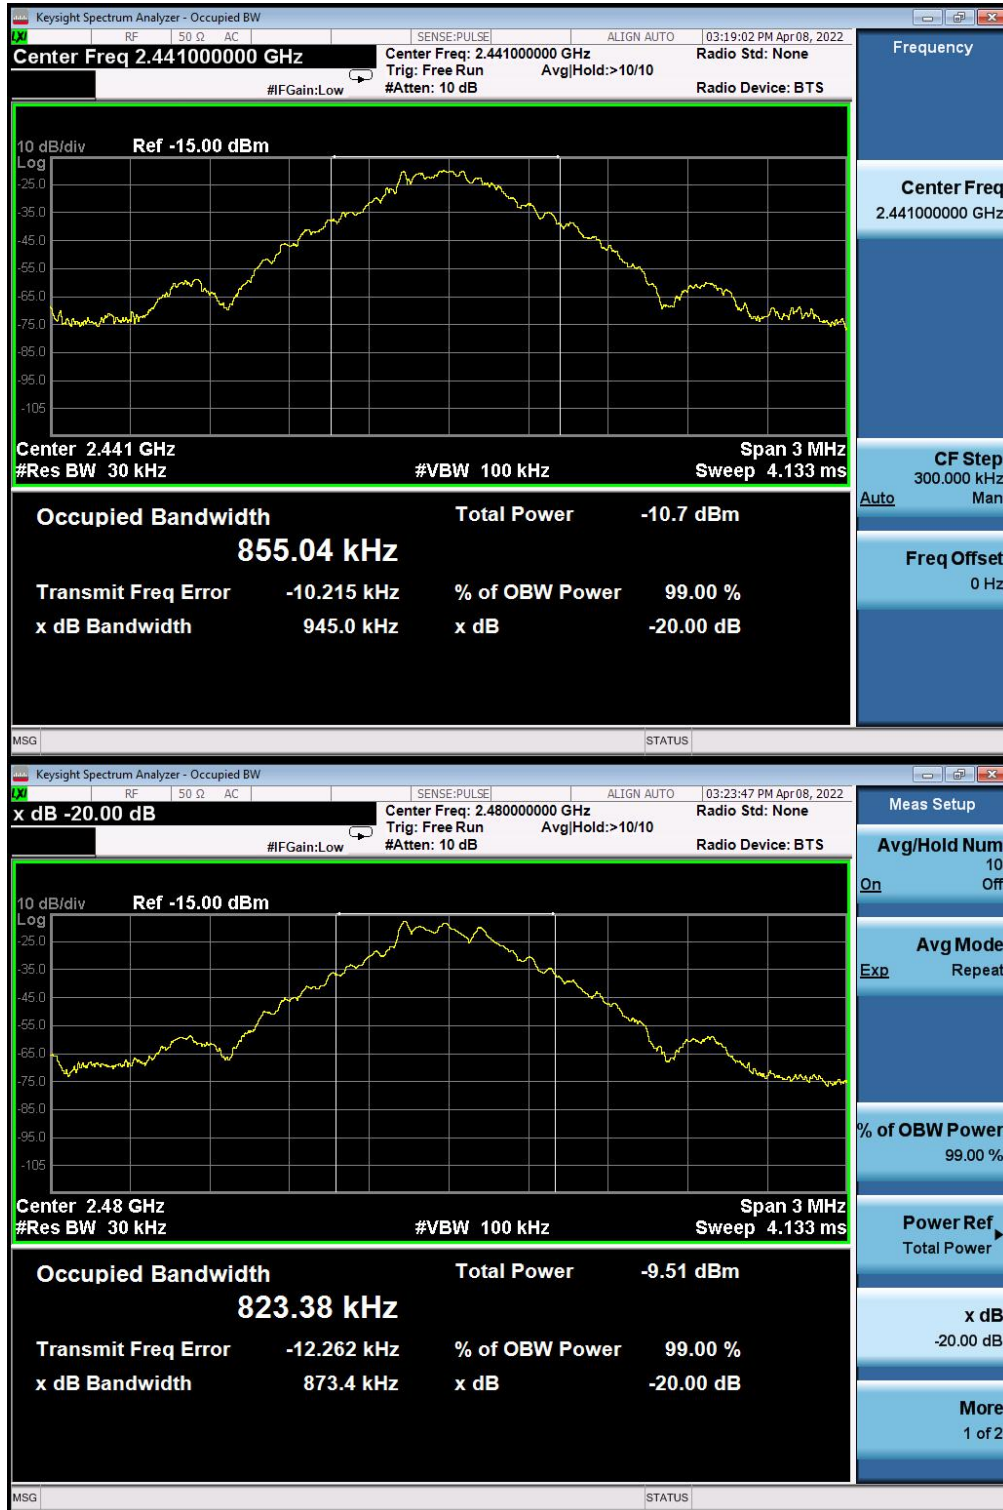 Keysight Spectrum Analyzer - Occupied BW
LXI RF 50 Ω AC SENSE:PULSE ALIGN AUTO 03:19:02 PM Apr 08, 2022
Center Freq 2.441000000 GHz
Center Freq: 2.441000000 GHz
Radio Std: None
Trig: Free Run Avg|Hold:>10/10
#IFGain:Low #Atten: 10 dB Radio Device: BTS
10 dB/div Ref -15.00 dBm
Log
-25.0
-35.0
-45.0
-55.0
-65.0
-75.0
-85.0
-95.0
-105
Center 2.441 GHz Span 3 MHz
#Res BW 30 kHz #VBW 100 kHz Sweep 4.133 ms
Occupied Bandwidth Total Power -10.7 dBm
855.04 kHz
Transmit Freq Error -10.215 kHz % of OBW Power 99.00 %
x dB Bandwidth 945.0 kHz x dB -20.00 dB
MSG STATUS
Frequency
Center Freq
2.441000000 GHz
CF Step
300.000 kHz
Auto Man
Freq Offset
0 Hz
Keysight Spectrum Analyzer - Occupied BW
LXI RF 50 Ω AC SENSE:PULSE ALIGN AUTO 03:23:47 PM Apr 08, 2022
x dB -20.00 dB
Center Freq: 2.480000000 GHz
Radio Std: None
Trig: Free Run Avg|Hold:>10/10
#IFGain:Low #Atten: 10 dB Radio Device: BTS
10 dB/div Ref -15.00 dBm
Log
-25.0
-35.0
-45.0
-55.0
-65.0
-75.0
-85.0
-95.0
-105
Center 2.48 GHz Span 3 MHz
#Res BW 30 kHz #VBW 100 kHz Sweep 4.133 ms
Occupied Bandwidth Total Power -9.51 dBm
823.38 kHz
Transmit Freq Error -12.262 kHz % of OBW Power 99.00 %
x dB Bandwidth 873.4 kHz x dB -20.00 dB
MSG STATUS
Meas Setup
Avg/Hold Num
10
On Off
Avg Mode
Exp Repeat
% of OBW Power
99.00 %
Power Ref
Total Power
x dB
-20.00 dB
More
1 of 2